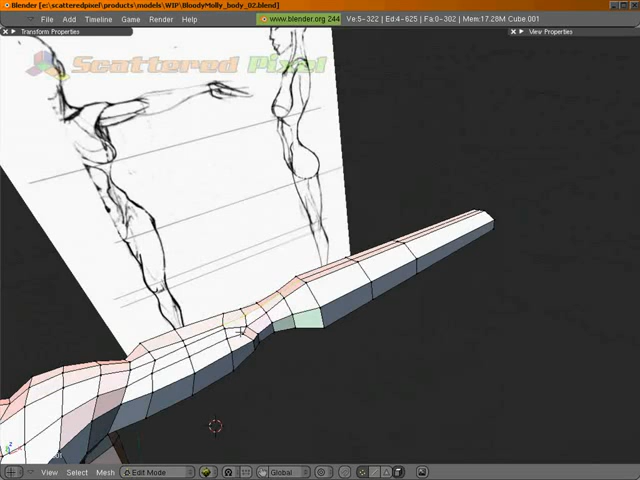 Blender [e:\scatteredpixel\products\models\WIP\BloodyMolly_body_02.blend]
File Add Timeline Game Render Help www.blender.org 244 Ve:5-322 | Ed:4-625 | Fa:0-302 | Mem:17.28M Cube.001
Transform Properties View Properties
Scattered Pixel
View Select Mesh Edit Mode Global